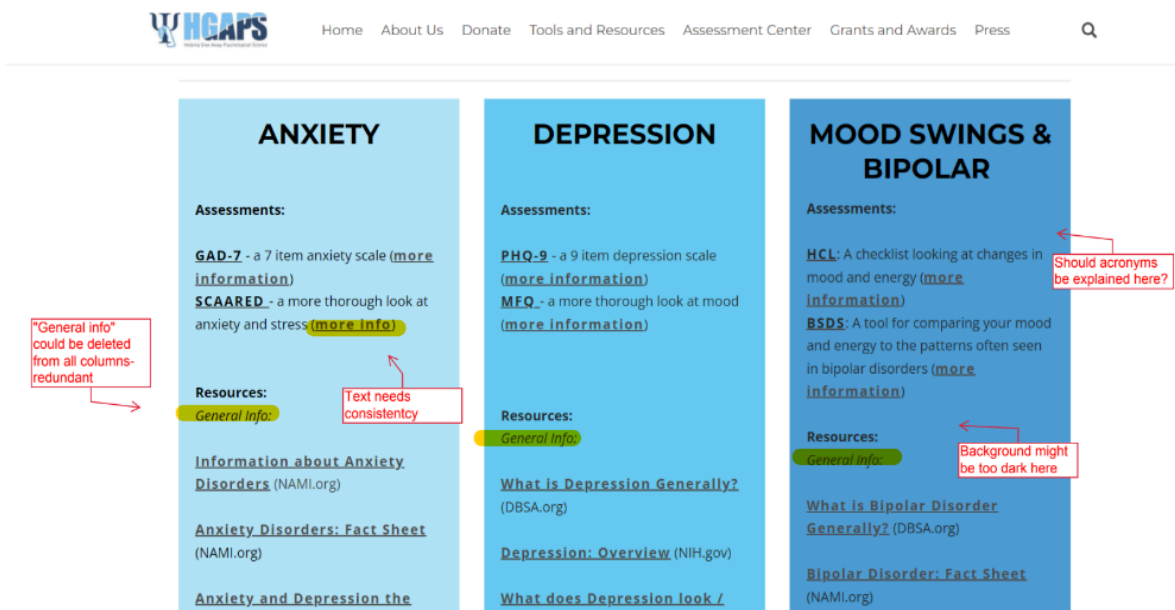 HGAPS
Helping Give Away Psychological Science
Home About Us Donate Tools and Resources Assessment Center Grants and Awards Press
ANXIETY
Assessments:
GAD-7 - a 7 item anxiety scale (more
information)
SCAARED - a more thorough look at
anxiety and stress (more info)
Resources:
General Info:
Information about Anxiety
Disorders (NAMI.org)
Anxiety Disorders: Fact Sheet
(NAMI.org)
Anxiety and Depression the
DEPRESSION
Assessments:
PHQ-9 - a 9 item depression scale
(more information)
MFQ - a more thorough look at mood
(more information)
Resources:
General Info:
What is Depression Generally?
(DBSA.org)
Depression: Overview (NIH.gov)
What does Depression look /
MOOD SWINGS &
BIPOLAR
Assessments:
HCL: A checklist looking at changes in
mood and energy (more
information)
BSDS: A tool for comparing your mood
and energy to the patterns often seen
in bipolar disorders (more
information)
Resources:
General Info:
What is Bipolar Disorder
Generally? (DBSA.org)
Bipolar Disorder: Fact Sheet
(NAMI.org)
"General info"
could be deleted
from all columns-
redundant
Text needs
consistentcy
Should acronyms
be explained here?
Background might
be too dark here